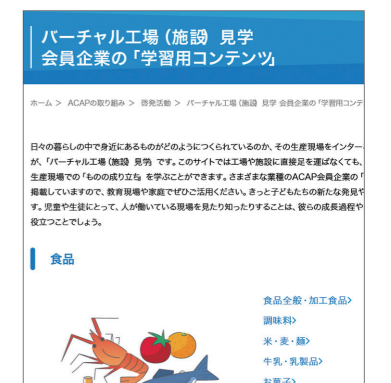 バーチャル工場（施設）見学
会員企業の「学習用コンテンツ」
ホーム ＞ ACAPの取り組み ＞ 啓発活動 ＞ バーチャル工場（施設）見学 会員企業の「学習用コンテ
日々の暮らしの中で身近にあるものがどのようにつくられているのか、その生産現場をインター
が、「バーチャル工場（施設）見学」です。このサイトでは工場や施設に直接足を運ばなくても、
生産現場での「ものの成り立ち」を学ぶことができます。さまざまな業種のACAP会員企業の「
掲載していますので、教育現場や家庭でぜひご活用ください。きっと子どもたちの新たな発見や
す。児童や生徒にとって、人が働いている現場を見たり知ったりすることは、彼らの成長過程や
役立つことでしょう。
食品
食品全般・加工食品>
調味料>
米・麦・麺>
牛乳・乳製品>
お菓子>